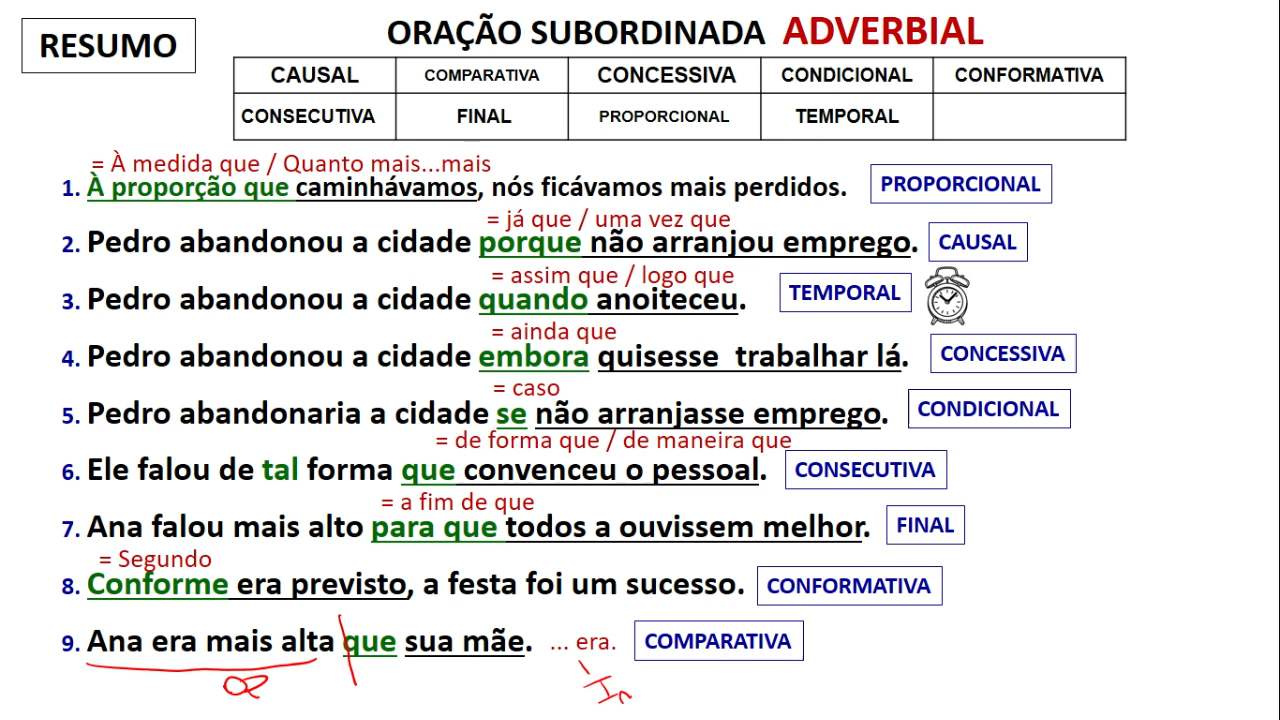 RESUMO
ORAÇÃO SUBORDINADA ADVERBIAL
CAUSAL COMPARATIVA CONCESSIVA CONDICIONAL CONFORMATIVA
CONSECUTIVA FINAL PROPORCIONAL TEMPORAL
= À medida que / Quanto mais...mais
1. À proporção que caminhávamos, nós ficávamos mais perdidos. PROPORCIONAL
= já que / uma vez que
2. Pedro abandonou a cidade porque não arranjou emprego. CAUSAL
= assim que / logo que
3. Pedro abandonou a cidade quando anoiteceu. TEMPORAL
= ainda que
4. Pedro abandonou a cidade embora quisesse trabalhar lá. CONCESSIVA
= caso
5. Pedro abandonaria a cidade se não arranjasse emprego. CONDICIONAL
= de forma que / de maneira que
6. Ele falou de tal forma que convenceu o pessoal. CONSECUTIVA
= a fim de que
7. Ana falou mais alto para que todos a ouvissem melhor. FINAL
= Segundo
8. Conforme era previsto, a festa foi um sucesso. CONFORMATIVA
9. Ana era mais alta que sua mãe. ... era. COMPARATIVA